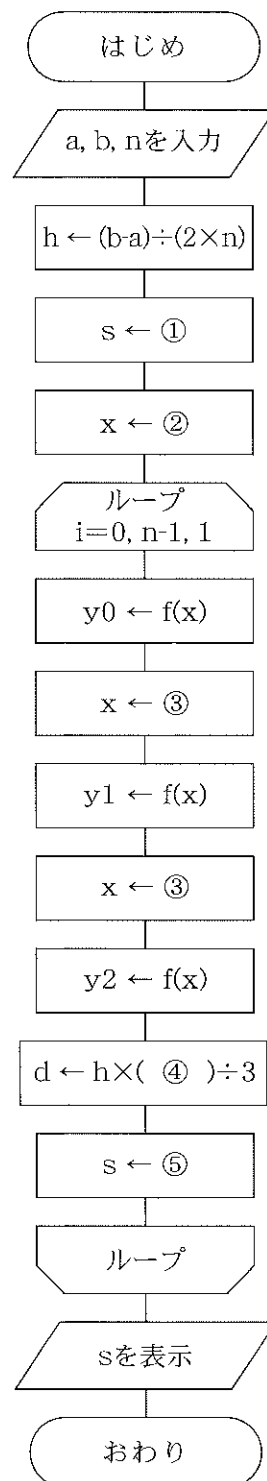 はじめ
a, b, nを入力
h ← (b-a)÷(2×n)
s ← ①
x ← ②
ループ
i=0, n-1, 1
y0 ← f(x)
x ← ③
y1 ← f(x)
x ← ③
y2 ← f(x)
d ← h×( ④ )÷3
s ← ⑤
ループ
sを表示
おわり